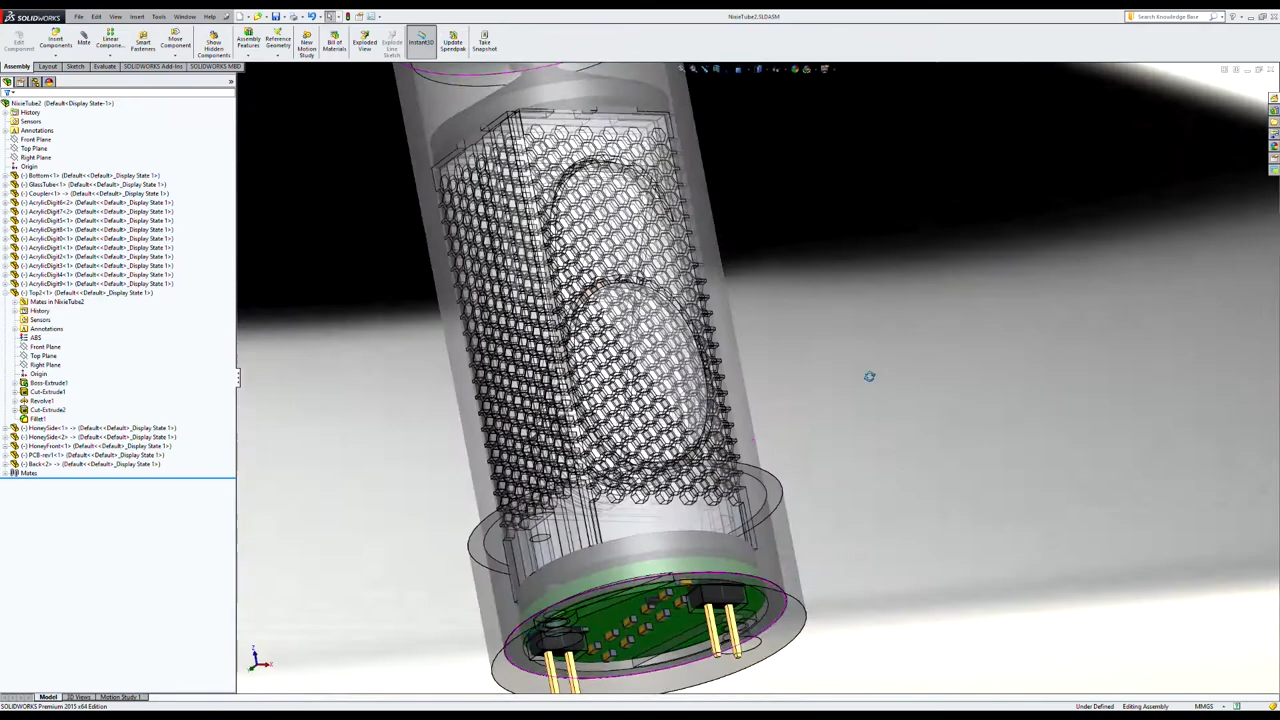 SOLIDWORKS File Edit View Insert Tools Window Help NixieTube2.SLDASM Search Knowledge Base
Edit Component
Insert Components
Mate
Linear Compone...
Smart Fasteners
Move Component
Show Hidden Components
Assembly Features
Reference Geometry
New Motion Study
Bill of Materials
Exploded View
Explode Line Sketch
Instant3D
Update Speedpak
Take Snapshot
Assembly Layout Sketch Evaluate SOLIDWORKS Add-Ins SOLIDWORKS MBD
NixieTube2 (Default<Display State-1>)
History
Sensors
Annotations
Front Plane
Top Plane
Right Plane
Origin
(-) Bottom<1> (Default<<Default>_Display State 1>)
(-) GlassTube<1> (Default<<Default>_Display State 1>)
(-) Coupler<1> -> (Default<<Default>_Display State 1>)
(-) AcrylicDigit6<2> (Default<<Default>_Display State 1>)
(-) AcrylicDigit7<2> (Default<<Default>_Display State 1>)
(-) AcrylicDigit5<1> (Default<<Default>_Display State 1>)
(-) AcrylicDigit8<1> (Default<<Default>_Display State 1>)
(-) AcrylicDigit0<1> (Default<<Default>_Display State 1>)
(-) AcrylicDigit1<1> (Default<<Default>_Display State 1>)
(-) AcrylicDigit2<1> (Default<<Default>_Display State 1>)
(-) AcrylicDigit3<1> (Default<<Default>_Display State 1>)
(-) AcrylicDigit4<1> (Default<<Default>_Display State 1>)
(-) AcrylicDigit9<1> (Default<<Default>_Display State 1>)
(-) Top2<1> (Default<<Default>_Display State 1>)
Mates in NixieTube2
History
Sensors
Annotations
ABS
Front Plane
Top Plane
Right Plane
Origin
Boss-Extrude1
Cut-Extrude1
Revolve1
Cut-Extrude2
Fillet1
(-) HoneySide<1> -> (Default<<Default>_Display State 1>)
(-) HoneySide<2> -> (Default<<Default>_Display State 1>)
(-) HoneyFront<1> (Default<<Default>_Display State 1>)
(-) PCB-rev1<1> (Default<<Default>_Display State 1>)
(-) Back<2> -> (Default<<Default>_Display State 1>)
Mates
Model 3D Views Motion Study 1
SOLIDWORKS Premium 2015 x64 Edition Under Defined Editing Assembly MMGS